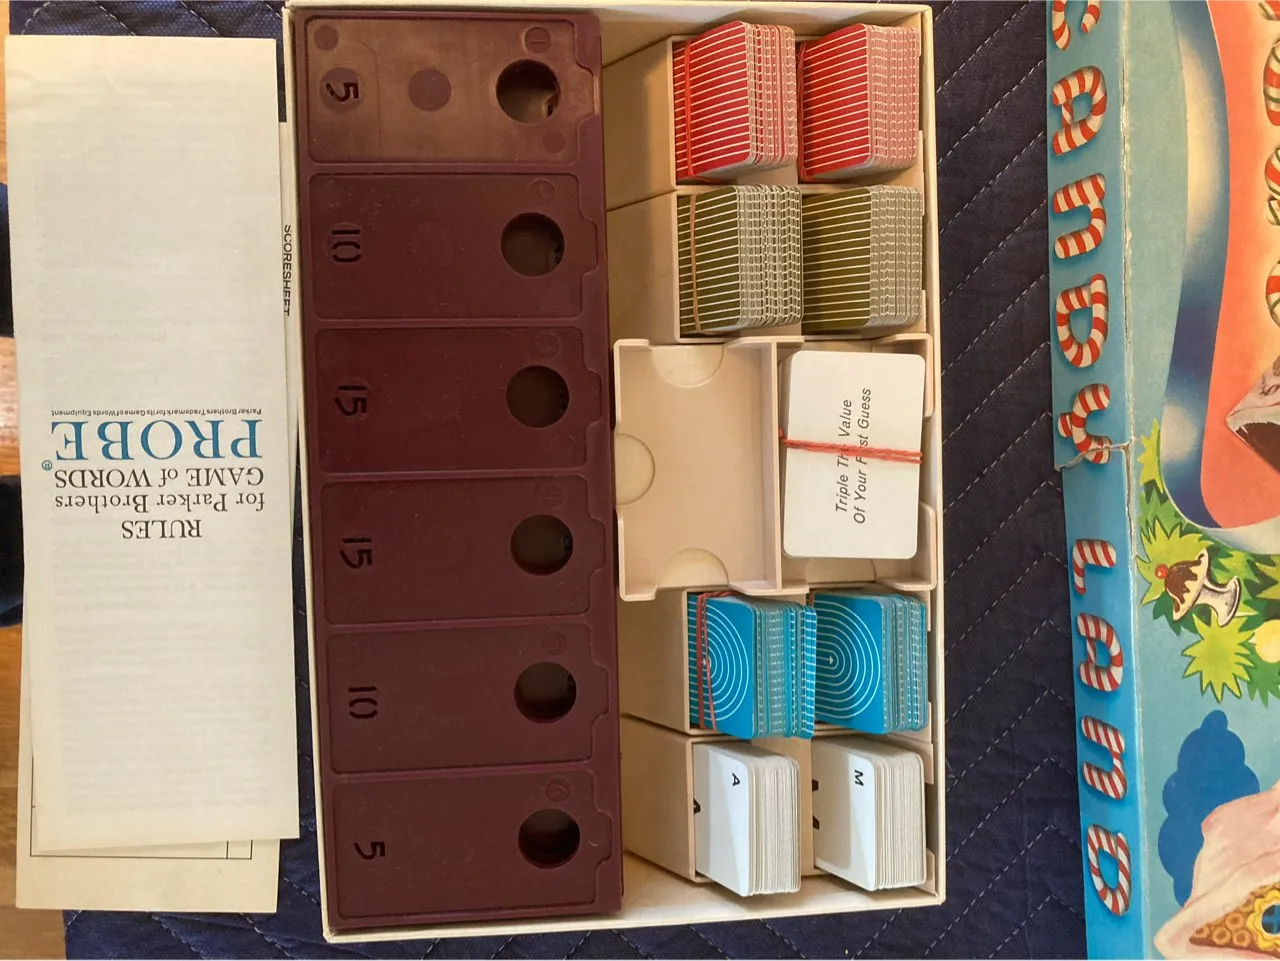 RULES
for Parker Brothers
GAME of WORDS
PROBE®
Parker Brothers Trademark for its Game of Words Equipment
SCORESHEET
5
10
15
15
10
5
Triple This Value
Of Your First Guess
A
M
CANDY LAND